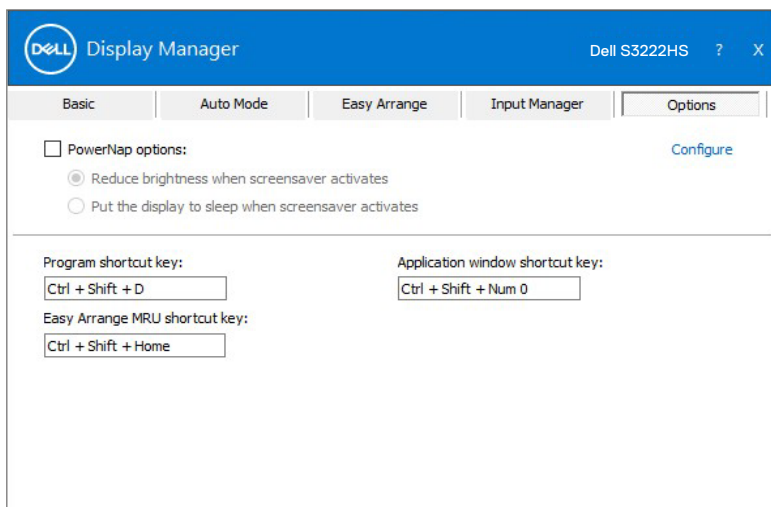 DELL Display Manager Dell S3222HS ? X
Basic Auto Mode Easy Arrange Input Manager Options
PowerNap options: Configure
Reduce brightness when screensaver activates
Put the display to sleep when screensaver activates
Program shortcut key: Application window shortcut key:
Ctrl + Shift + D Ctrl + Shift + Num 0
Easy Arrange MRU shortcut key:
Ctrl + Shift + Home